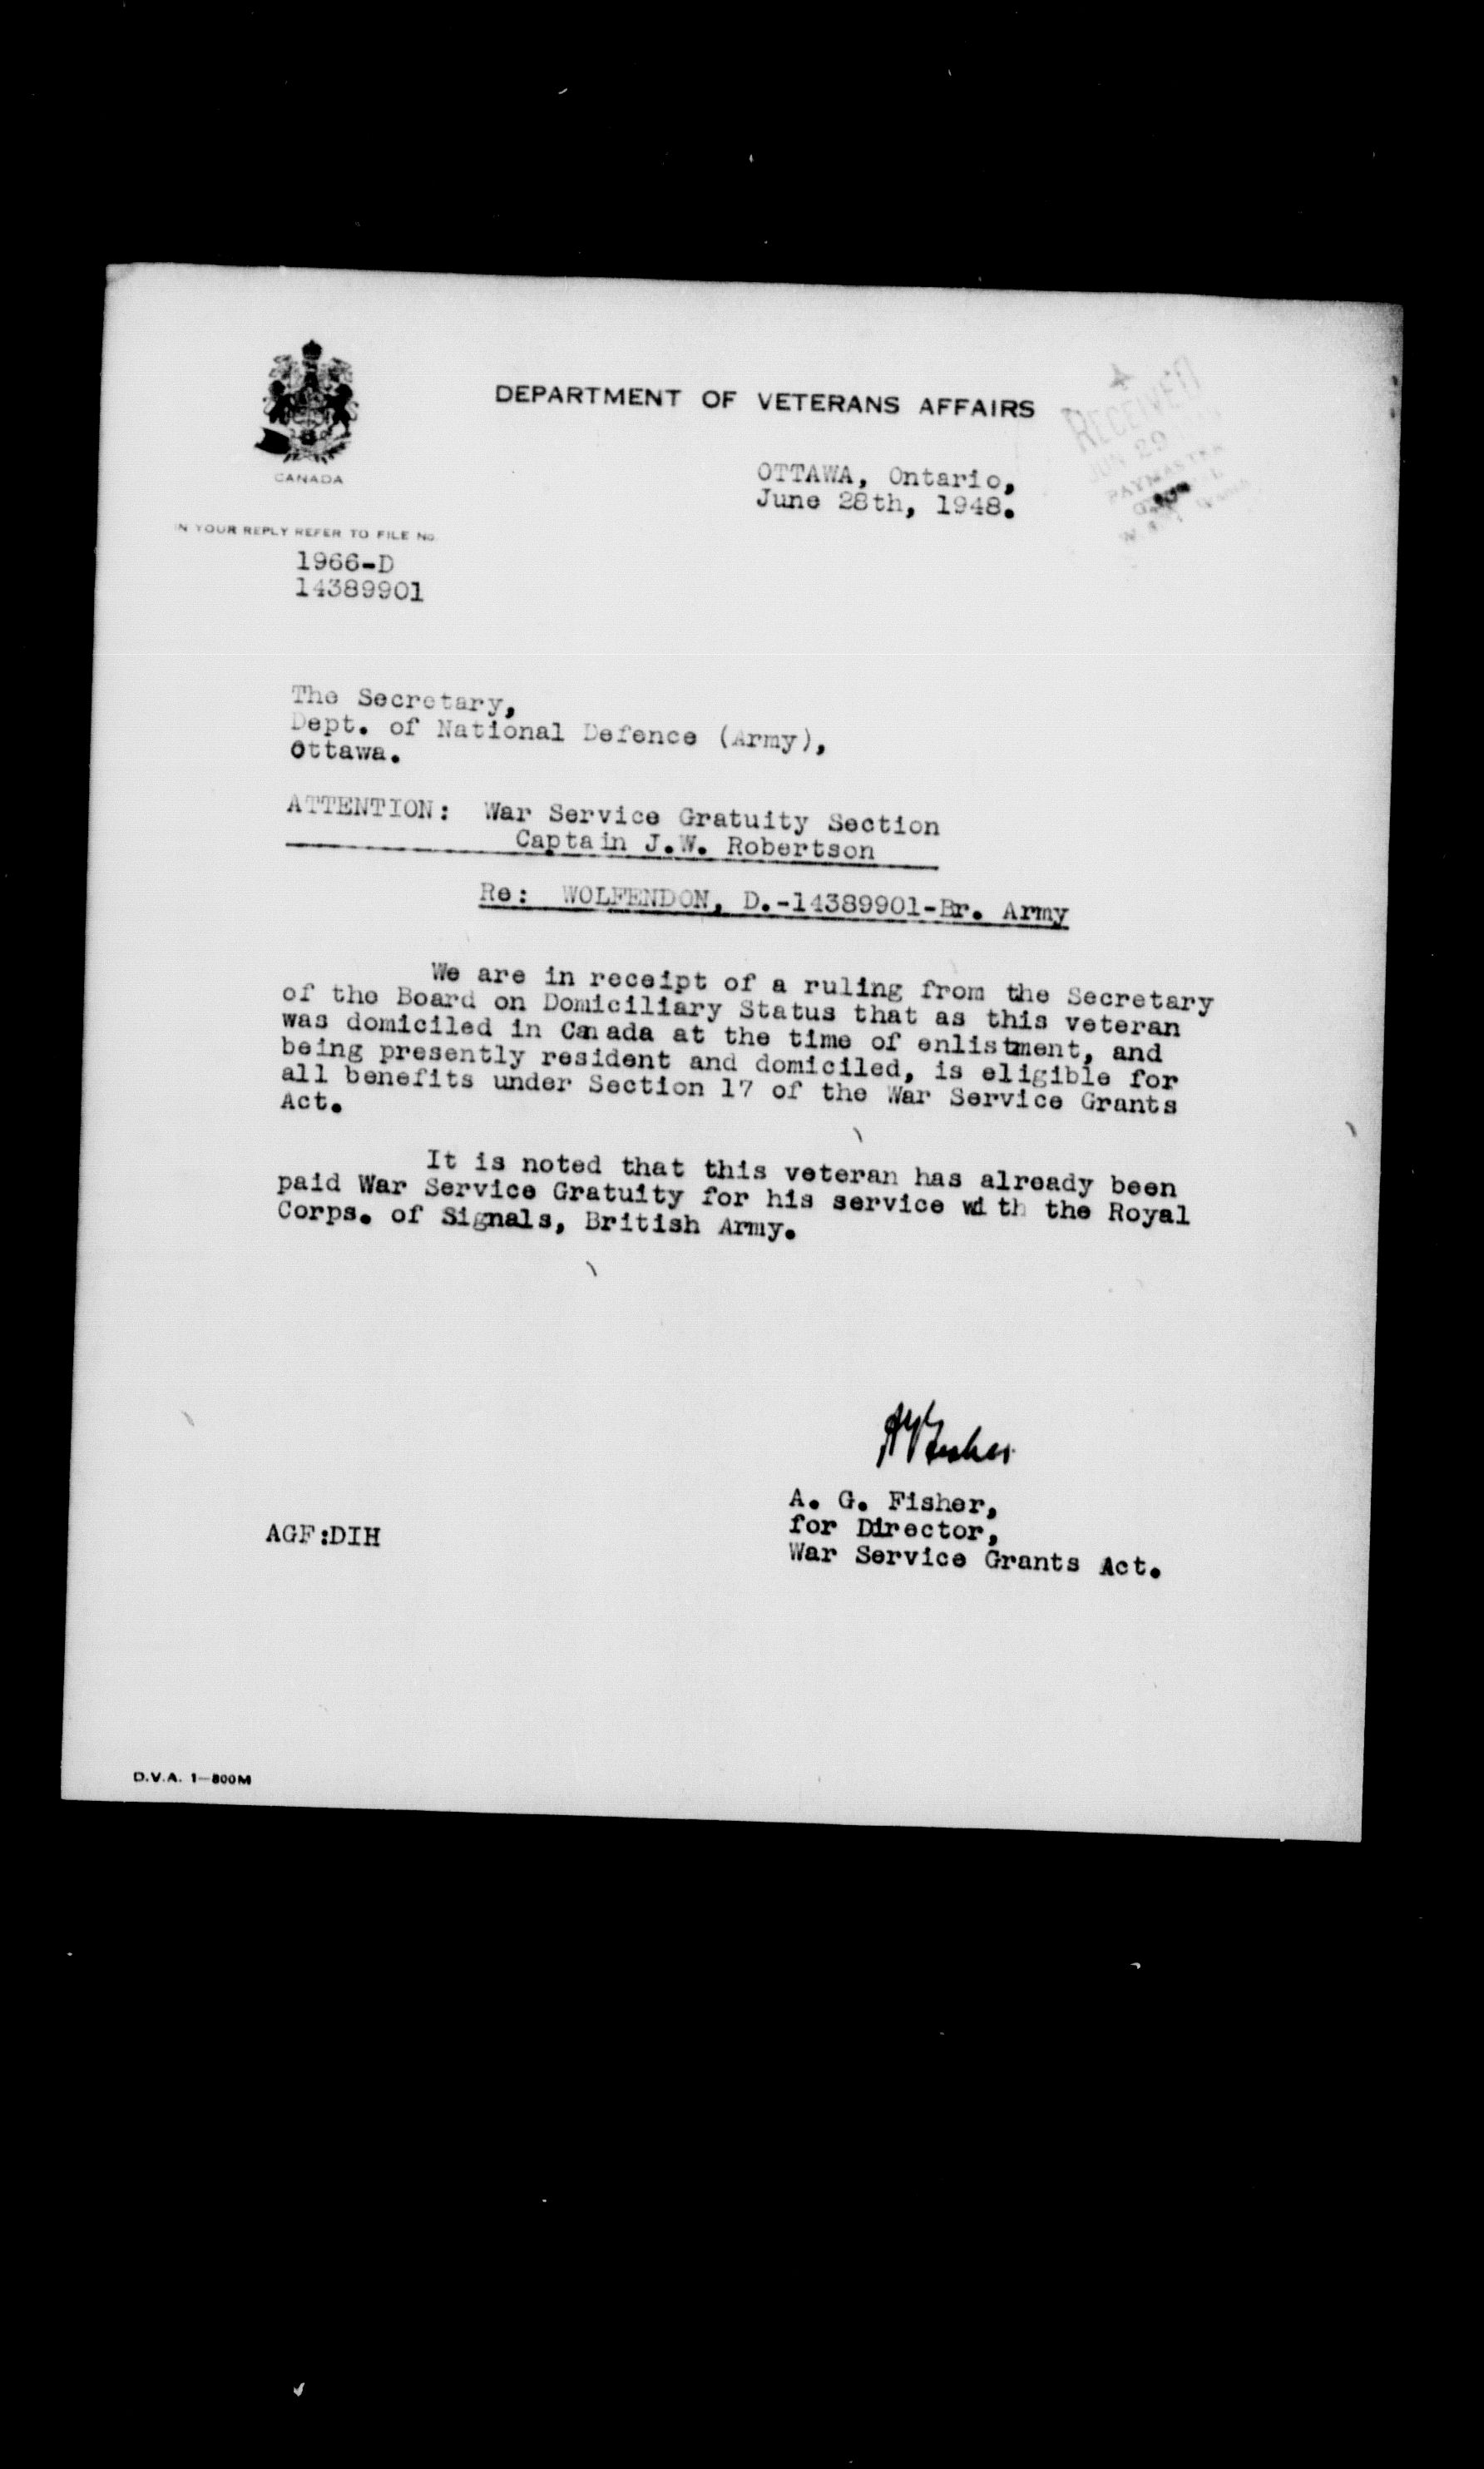 DEPARTMENT OF VETERANS AFFAIRS
CANADA
RECEIVED
JUN 29
PAYMASTER
OTTAWA, Ontario,
June 28th, 1948.
IN YOUR REPLY REFER TO FILE No.
1966-D
14389901
The Secretary,
Dept. of National Defence (Army),
Ottawa.
ATTENTION: War Service Gratuity Section
Captain J.W. Robertson
Re: WOLFENDON, D.-14389901-Br. Army
We are in receipt of a ruling from the Secretary
of the Board on Domiciliary Status that as this veteran
was domiciled in Canada at the time of enlistment, and
being presently resident and domiciled, is eligible for
all benefits under Section 17 of the War Service Grants
Act.
It is noted that this veteran has already been
paid War Service Gratuity for his service with the Royal
Corps. of Signals, British Army.
A. G. Fisher,
for Director,
War Service Grants Act.
AGF:DIH
D.V.A. 1-800M